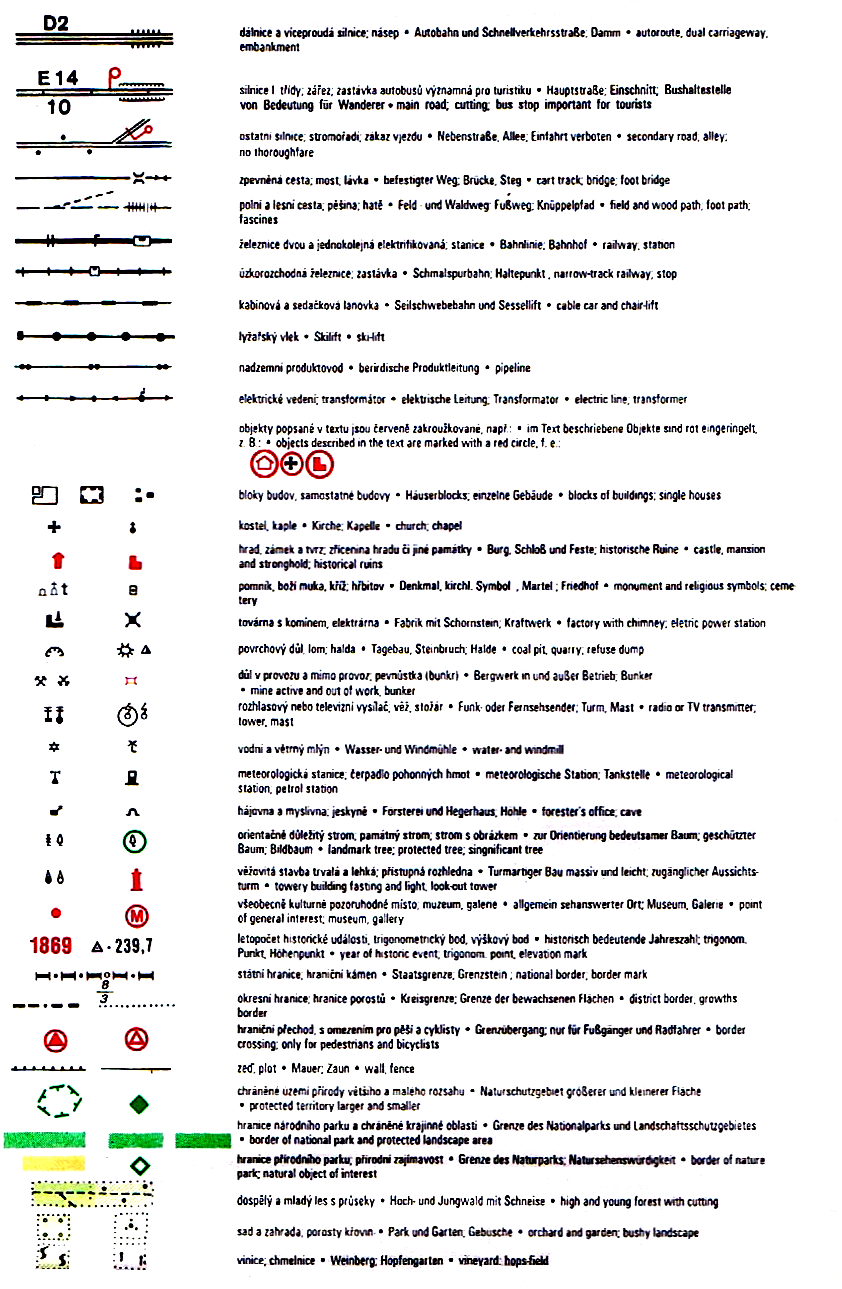 D2
dálnice a víceproudá silnice; násep • Autobahn und Schnellverkehrsstraße; Damm • autoroute, dual carriageway,
embankment
E 14
10
silnice I třídy; zářez; zastávka autobusů významná pro turistiku • Hauptstraße; Einschnitt; Bushaltestelle
von Bedeutung für Wanderer • main road; cutting; bus stop important for tourists
ostatní silnice; stromořadí; zákaz vjezdu • Nebenstraße, Allee; Einfahrt verboten • secondary road, alley;
no thoroughfare
zpevněná cesta; most, lávka • befestigter Weg; Brücke, Steg • cart track; bridge; foot bridge
polní a lesní cesta; pěšina; hatě • Feld- und Waldweg; Fußweg; Knüppelpfad • field and wood path; foot path;
fascines
železnice dvou a jednokolejná elektrifikovaná; stanice • Bahnlinie; Bahnhof • railway, station
úzkorozchodná železnice; zastávka • Schmalspurbahn; Haltepunkt , narrow-track railway; stop
kabinová a sedačková lanovka • Seilschwebebahn und Sessellift • cable car and chair-lift
lyžařský vlek • Skilift • ski-lift
nadzemní produktovod • berirdische Produktleitung • pipeline
elektrické vedení; transformátor • elektrische Leitung; Transformator • electric line, transformer
objekty popsané v textu jsou červeně zakroužkované, např.: • im Text beschriebene Objekte sind rot eingeringelt,
z. B.: • objects described in the text are marked with a red circle, f. e.:
bloky budov, samostatné budovy • Häuserblocks; einzelne Gebäude • blocks of buildings; single houses
kostel, kaple • Kirche; Kapelle • church; chapel
hrad, zámek a tvrz; zřícenina hradu či jiné památky • Burg, Schloß und Feste; historische Ruine • castle, mansion
and stronghold; historical ruins
pomník, boží muka, kříž; hřbitov • Denkmal, kirchl. Symbol , Martel ; Friedhof • monument and religious symbols; ceme
tery
továrna s komínem, elektrárna • Fabrik mit Schornstein; Kraftwerk • factory with chimney; eletric power station
povrchový důl, lom; halda • Tagebau, Steinbruch; Halde • coal pit, quarry; refuse dump
důl v provozu a mimo provoz; pevnůstka (bunkr) • Bergwerk in und außer Betrieb; Bunker
• mine active and out of work, bunker
rozhlasový nebo televizní vysílač, věž, stožár • Funk- oder Fernsehsender; Turm, Mast • radio or TV transmitter;
tower, mast
vodní a větrný mlýn • Wasser- und Windmühle • water- and windmill
meteorologická stanice; čerpadlo pohonných hmot • meteorologische Station; Tankstelle • meteorological
station, petrol station
hájovna a myslivna; jeskyně • Forsterei und Hegerhaus; Höhle • forester's office; cave
orientačně důležitý strom, památný strom; strom s obrázkem • zur Orientierung bedeutsamer Baum; geschützter
Baum; Bildbaum • landmark tree; protected tree; singnificant tree
věžovitá stavba trvalá a lehká; přístupná rozhledna • Turmartiger Bau massiv und leicht; zugänglicher Aussichts-
turm • towery building fasting and light, look-out tower
M
všeobecně kulturně pozoruhodné místo, muzeum, galerie • allgemein sehanswerter Ort; Museum, Galerie • point
of general interest; museum, gallery
1869 239,7
letopočet historické události, trigonometrický bod, výškový bod • historisch bedeutende Jahreszahl; trigonom.
Punkt, Höhenpunkt • year of historic event; trigonom. point, elevation mark
státní hranice; hraniční kámen • Staatsgrenze, Grenzstein ; national border, border mark
8
3
okresní hranice; hranice porostů • Kreisgrenze; Grenze der bewachsenen Flächen • district border, growths
border
hraniční přechod, s omezením pro pěší a cyklisty • Grenzübergang; nur für Fußgänger und Radfahrer • border
crossing; only for pedestrians and bicyclists
zeď, plot • Mauer; Zaun • wall, fence
chráněné území přírody většího a malého rozsahu • Naturschutzgebiet größerer und kleinerer Fläche
• protected territory larger and smaller
hranice národního parku a chráněné krajinné oblasti • Grenze des Nationalparks und Landschaftsschutzgebietes
• border of national park and protected landscape area
hranice přírodního parku; přírodní zajímavost • Grenze des Naturparks; Natursehenswürdigkeit • border of nature
park; natural object of interest
dospělý a mladý les s průseky • Hoch- und Jungwald mit Schneise • high and young forest with cutting
sad a zahrada, porosty křovin • Park und Garten, Gebüsche • orchard and garden; bushy landscape
vinice; chmelnice • Weinberg; Hopfengarten • vineyard; hops-field